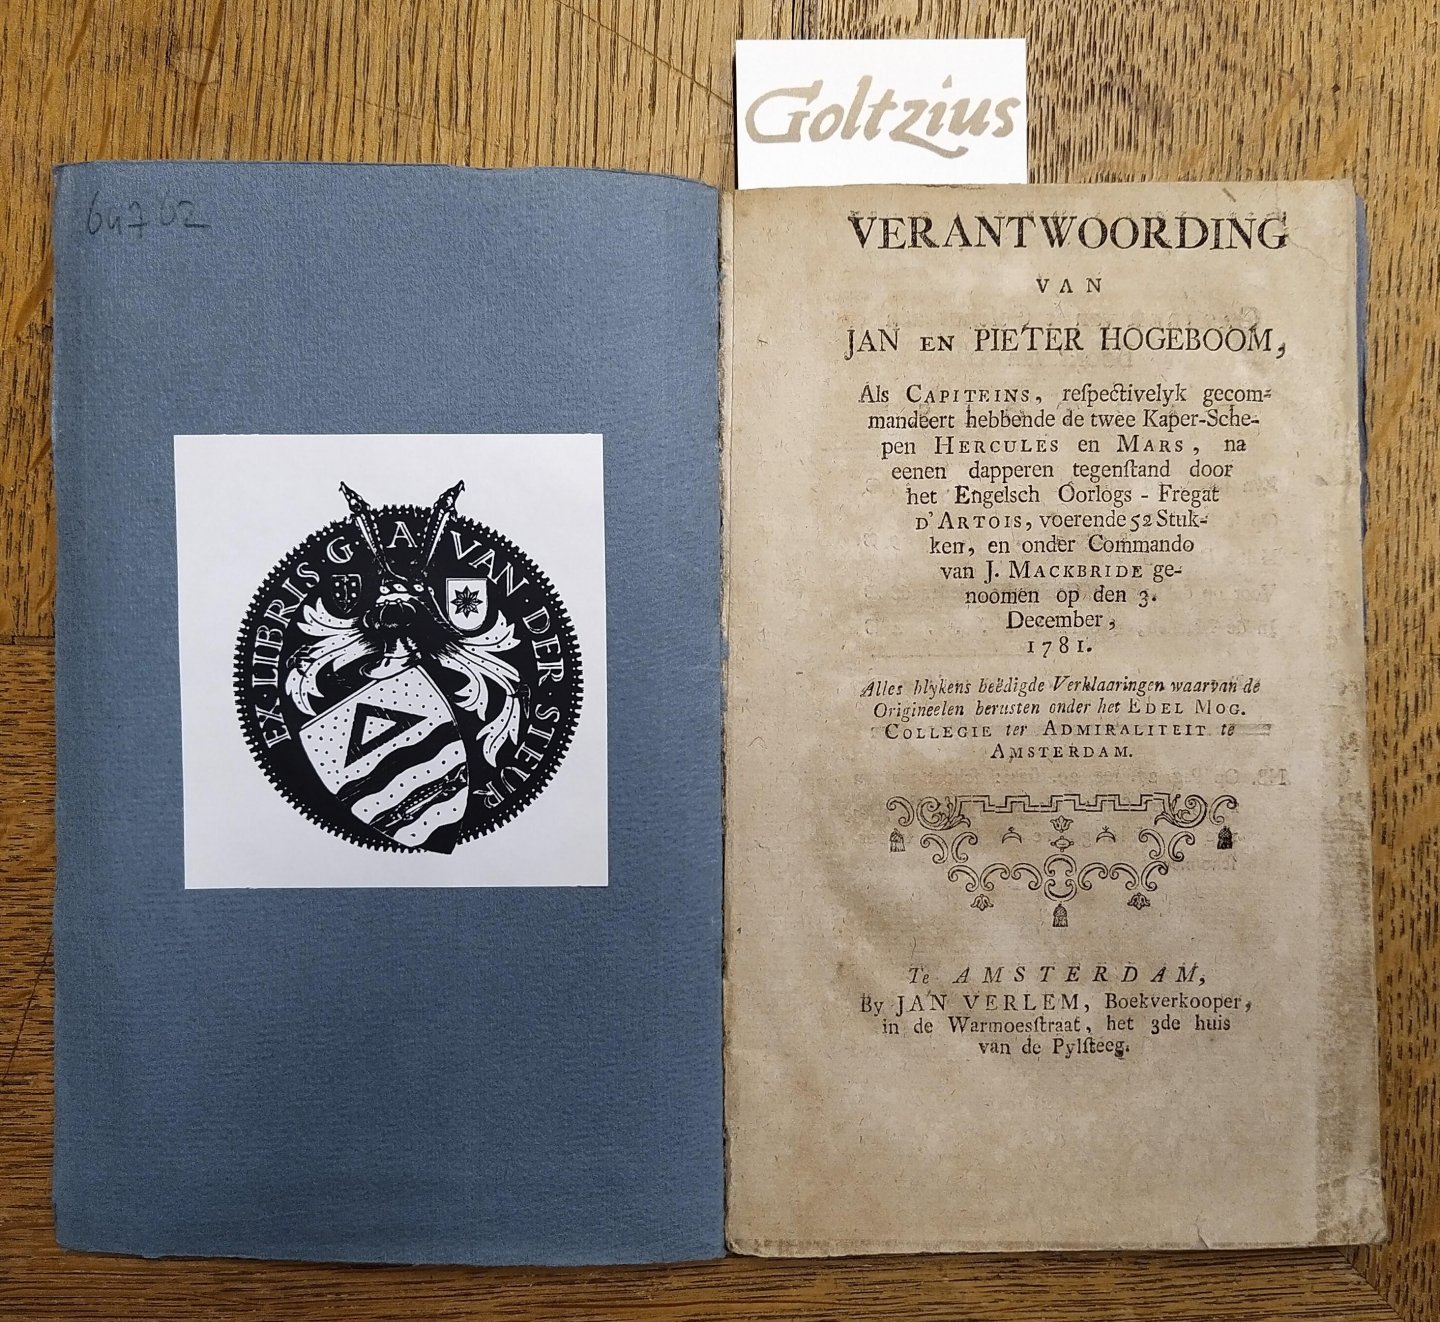 64762
Goltzius
EX·LIBRIS G·A·VAN·DER·STEUR
VERANTWOORDING
VAN
JAN EN PIETER HOGEBOOM,
Als CAPITEINS, reſpectivelyk gecom-
mandeert hebbende de twee Kaper-Sche-
pen HERCULES en MARS, na
eenen dapperen tegenſtand door
het Engelsch Oorlogs-Fregat
D'ARTOIS, voerende 52 Stuk-
ken, en onder Commando
van J. MACKBRIDE ge-
noomen op den 3.
December,
1781.
Alles blykens beëdigde Verklaaringen waarvan de
Origineelen berusten onder het EDEL MOG.
COLLEGIE ter ADMIRALITEIT te
AMSTERDAM.
Te AMSTERDAM,
By JAN VERLEM, Boekverkooper,
in de Warmoesſtraat, het 3de huis
van de Pylſteeg.